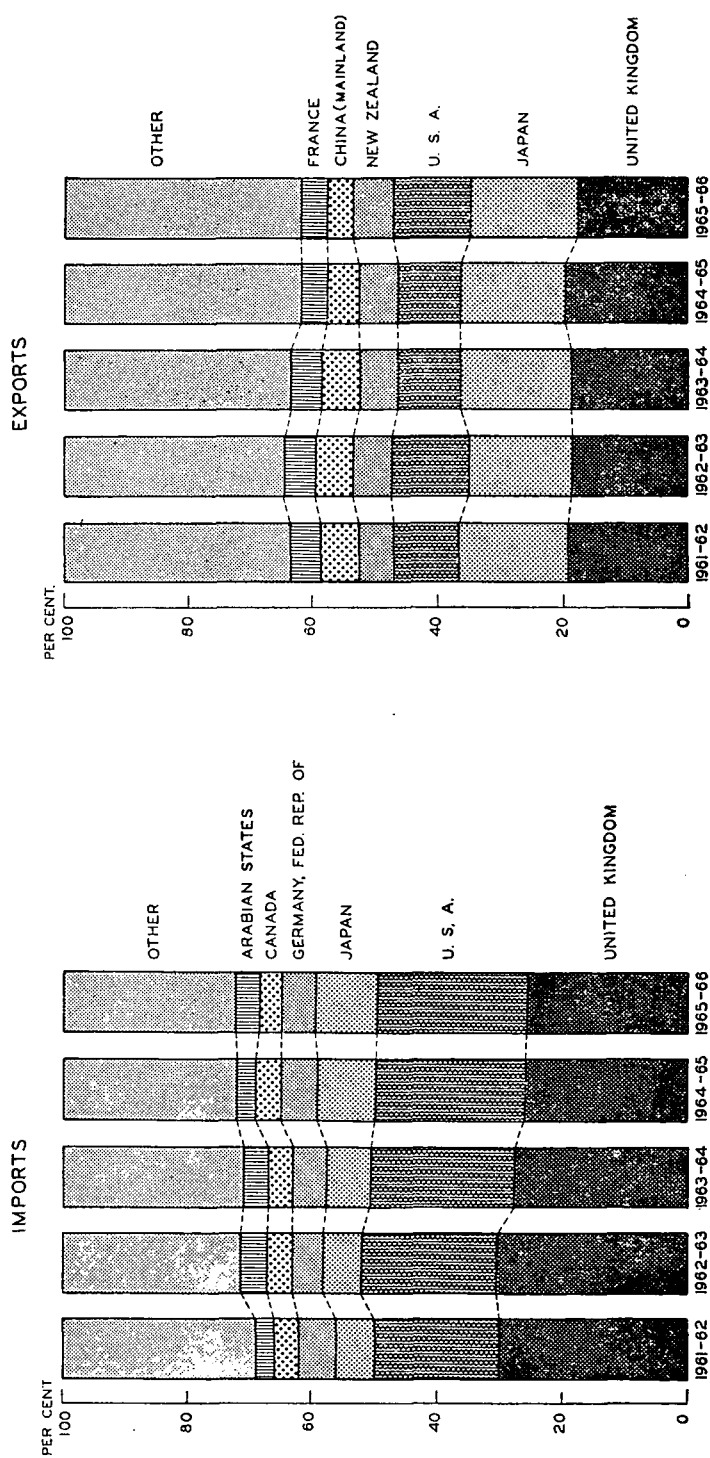 IMPORTS
PER CENT
100
80
60
40
20
0
1961-62
1962-63
1963-64
1964-65
1965-66
OTHER
ARABIAN STATES
CANADA
GERMANY, FED. REP. OF
JAPAN
U. S. A.
UNITED KINGDOM
EXPORTS
PER CENT.
100
80
60
40
20
0
1961-62
1962-63
1963-64
1964-65
1965-66
OTHER
FRANCE
CHINA (MAINLAND)
NEW ZEALAND
U. S. A.
JAPAN
UNITED KINGDOM